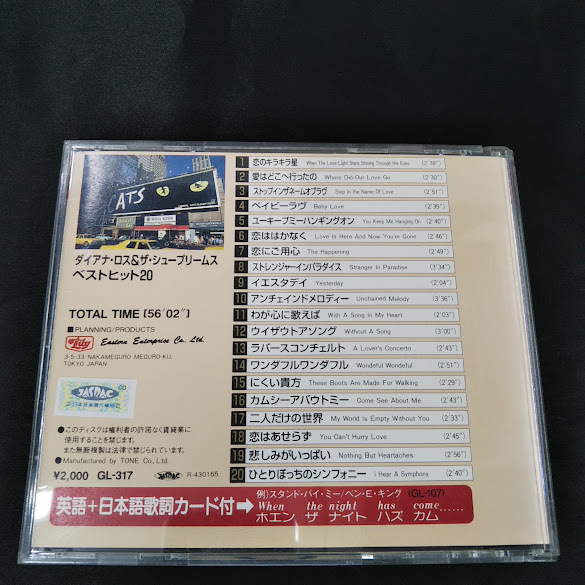 ATS
ダイアナ・ロス&ザ・シュープリームス
ベストヒット20
TOTAL TIME [56′02″]
■PLANNING/PRODUCTS
Lily Eastern Enterprise Co. Ltd.
3-5-33 NAKAMEGURO MEGURO-KU,
TOKYO JAPAN
JASRAC
●このディスクは権利者の許諾なく賃貸業に
使用することを禁じます。
また無断複製は法律で禁じられています。
●Manufactured by TONE Co., Ltd.
¥2,000 GL-317 JASRAC R-430165
1 恋のキラキラ星 When The Love Light Stars Shining Through His Eyes (2′39″)
2 愛はどこへ行ったの Where Did-Our Love Go (2′30″)
3 ストップインザネームオブラヴ Stop In the Name Of Love (2′51″)
4 ベイビーラヴ Baby Love (2′35″)
5 ユーキープミーハンギングオン You Keep Me Hanging On (2′40″)
6 恋ははかなく Love Is Here And Now You'er Gone (2′46″)
7 恋にご用心 The Happening (2′49″)
8 ストレンジャーインパラダイス Stranger In Paradise (3′34″)
9 イエスタデイ Yesterday (2′04″)
10 アンチェインドメロディー Unchained Melody (3′36″)
11 わが心に歌えば With A Song In My Heart (2′03″)
12 ウイザウトアソング Without A Song (3′00″)
13 ラバースコンチェルト A Lover's Concerto (2′43″)
14 ワンダフルワンダフル Wondeful Wondeful (2′51″)
15 にくい貴方 These Boots Are Made For Walking (2′29″)
16 カムシーアバウトミー Come See About Me (2′43″)
17 二人だけの世界 My World Is Empty Without You (2′33″)
18 恋はあせらず You Can't Hurry Love (2′45″)
19 悲しみがいっぱい Nothing But Heartaches (2′56″)
20 ひとりぼっちのシンフォニー I Hear A Symphony (2′40″)
英語+日本語歌詞カード付➡
例)スタンド・バイ・ミー/ベン・E・キング (GL-107)
When the night has come......
ホエン ザ ナイト ハズ カム